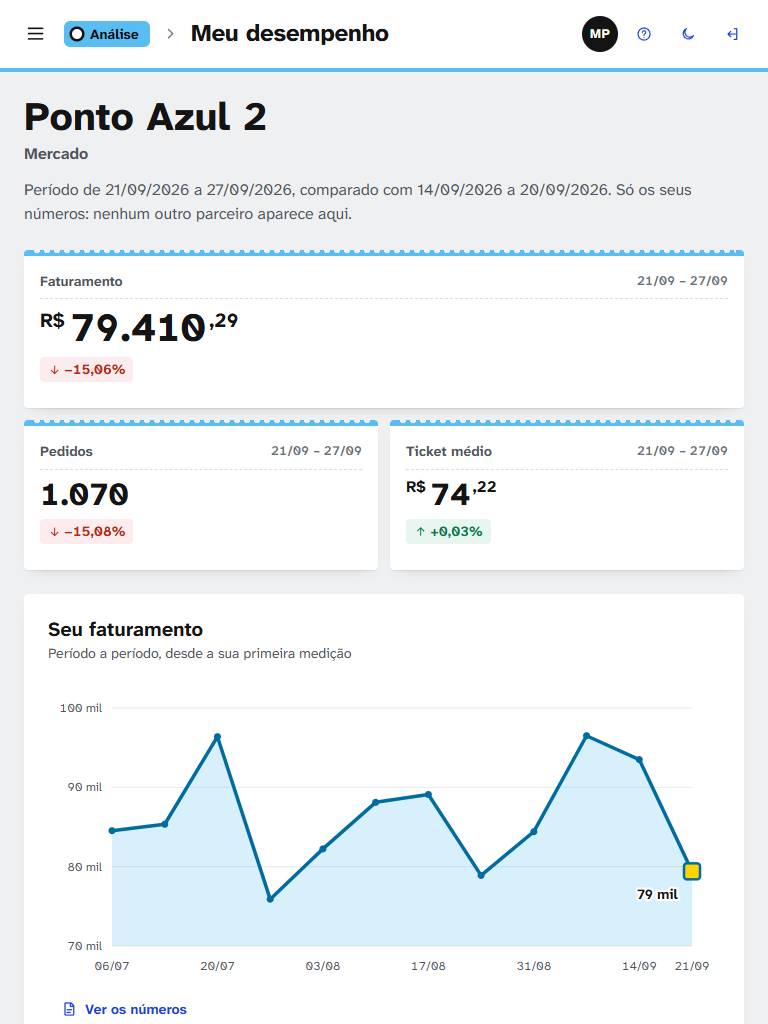 Análise
Meu desempenho
MP
Ponto Azul 2
Mercado
Período de 21/09/2026 a 27/09/2026, comparado com 14/09/2026 a 20/09/2026. Só os seus
números: nenhum outro parceiro aparece aqui.
Faturamento
21/09 – 27/09
R$ 79.410,29
↓ −15,06%
Pedidos
21/09 – 27/09
1.070
↓ −15,08%
Ticket médio
21/09 – 27/09
R$ 74,22
↑ +0,03%
Seu faturamento
Período a período, desde a sua primeira medição
100 mil
90 mil
80 mil
70 mil
79 mil
06/07
20/07
03/08
17/08
31/08
14/09
21/09
Ver os números